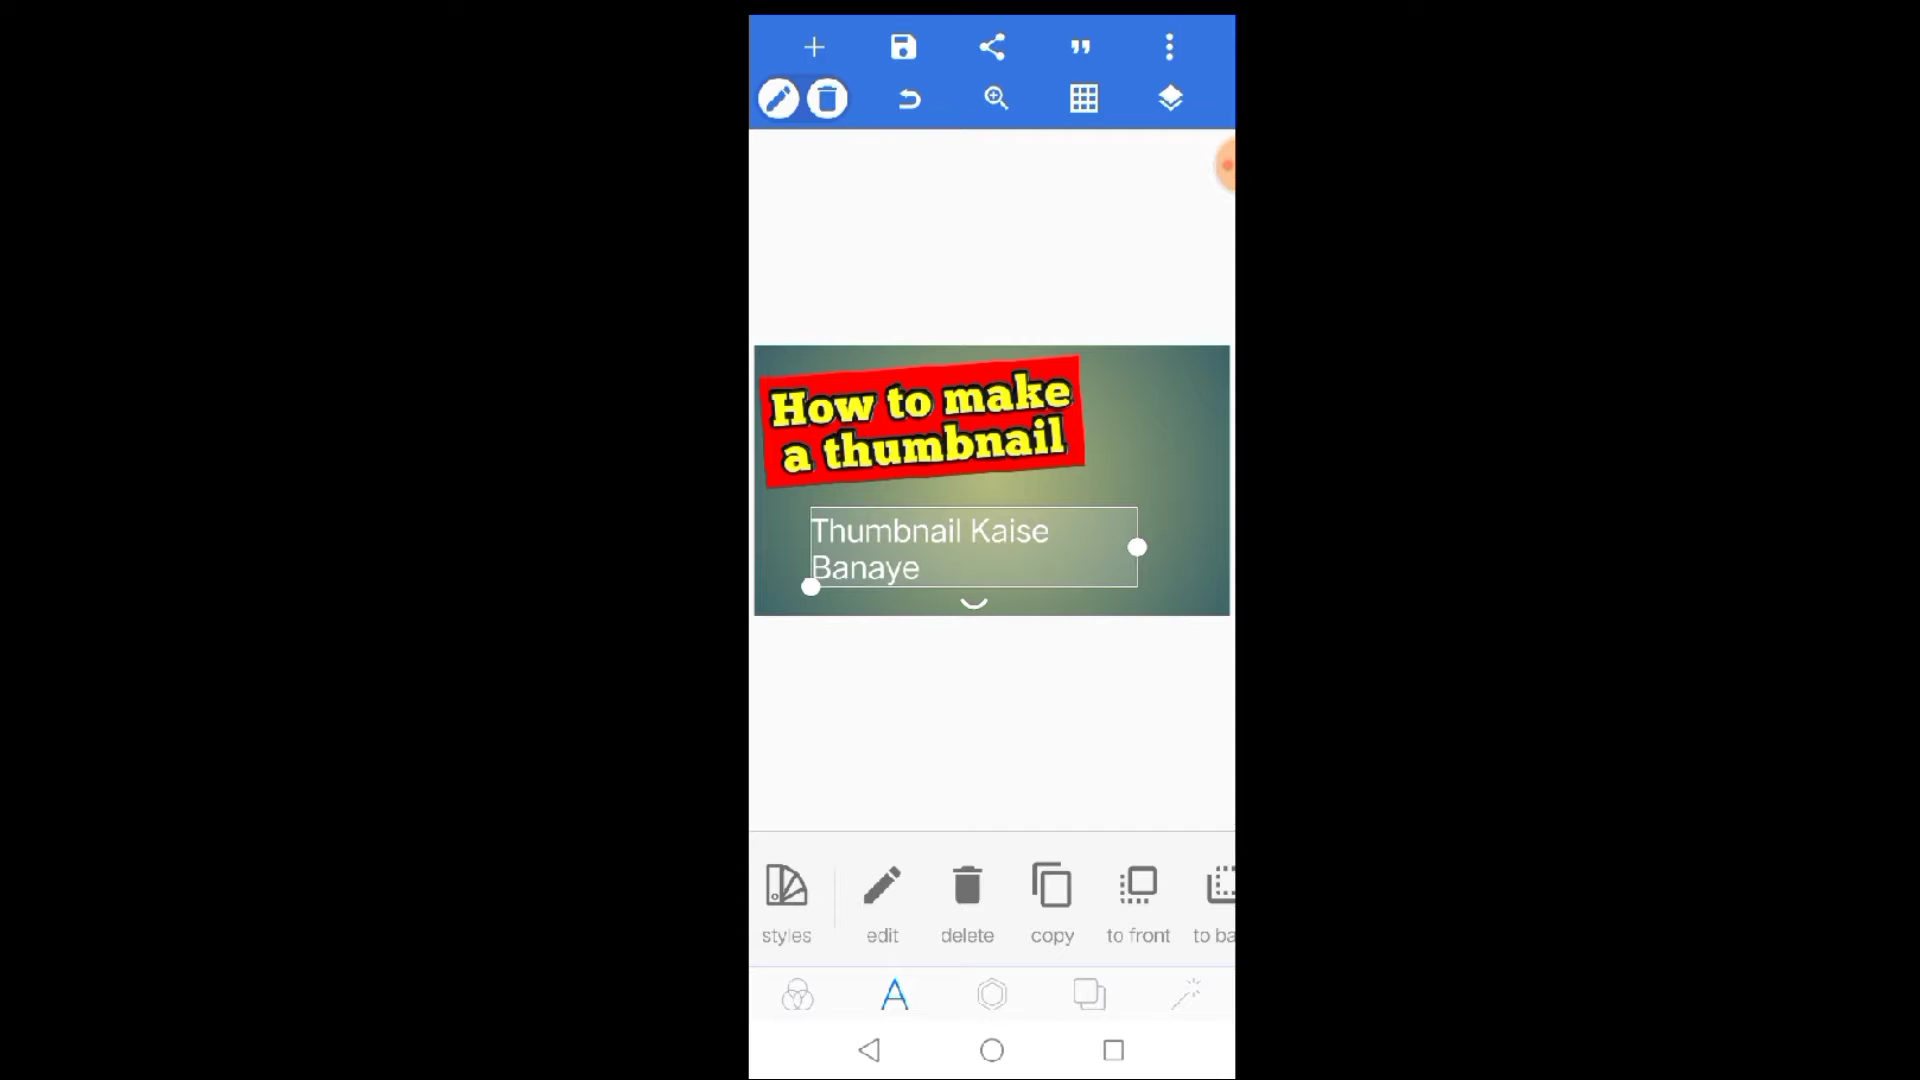 How to make
a thumbnail
Thumbnail Kaise
Banaye
styles edit delete copy to front to ba